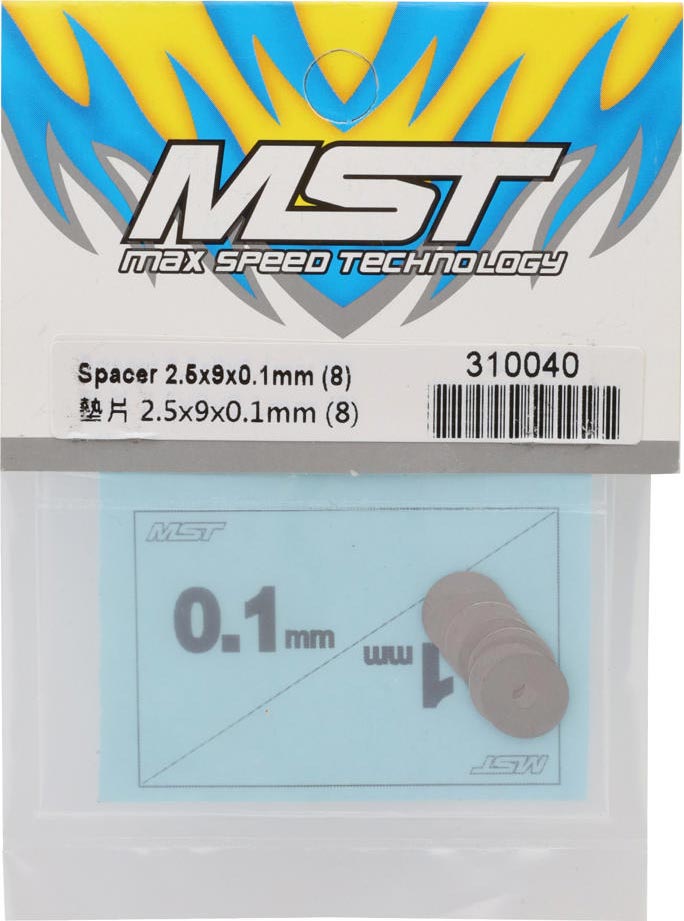 MST
MAX SPEED TECHNOLOGY
Spacer 2.5x9x0.1mm (8)
310040
墊片 2.5x9x0.1mm (8)
MST
0.1mm
1mm
MST